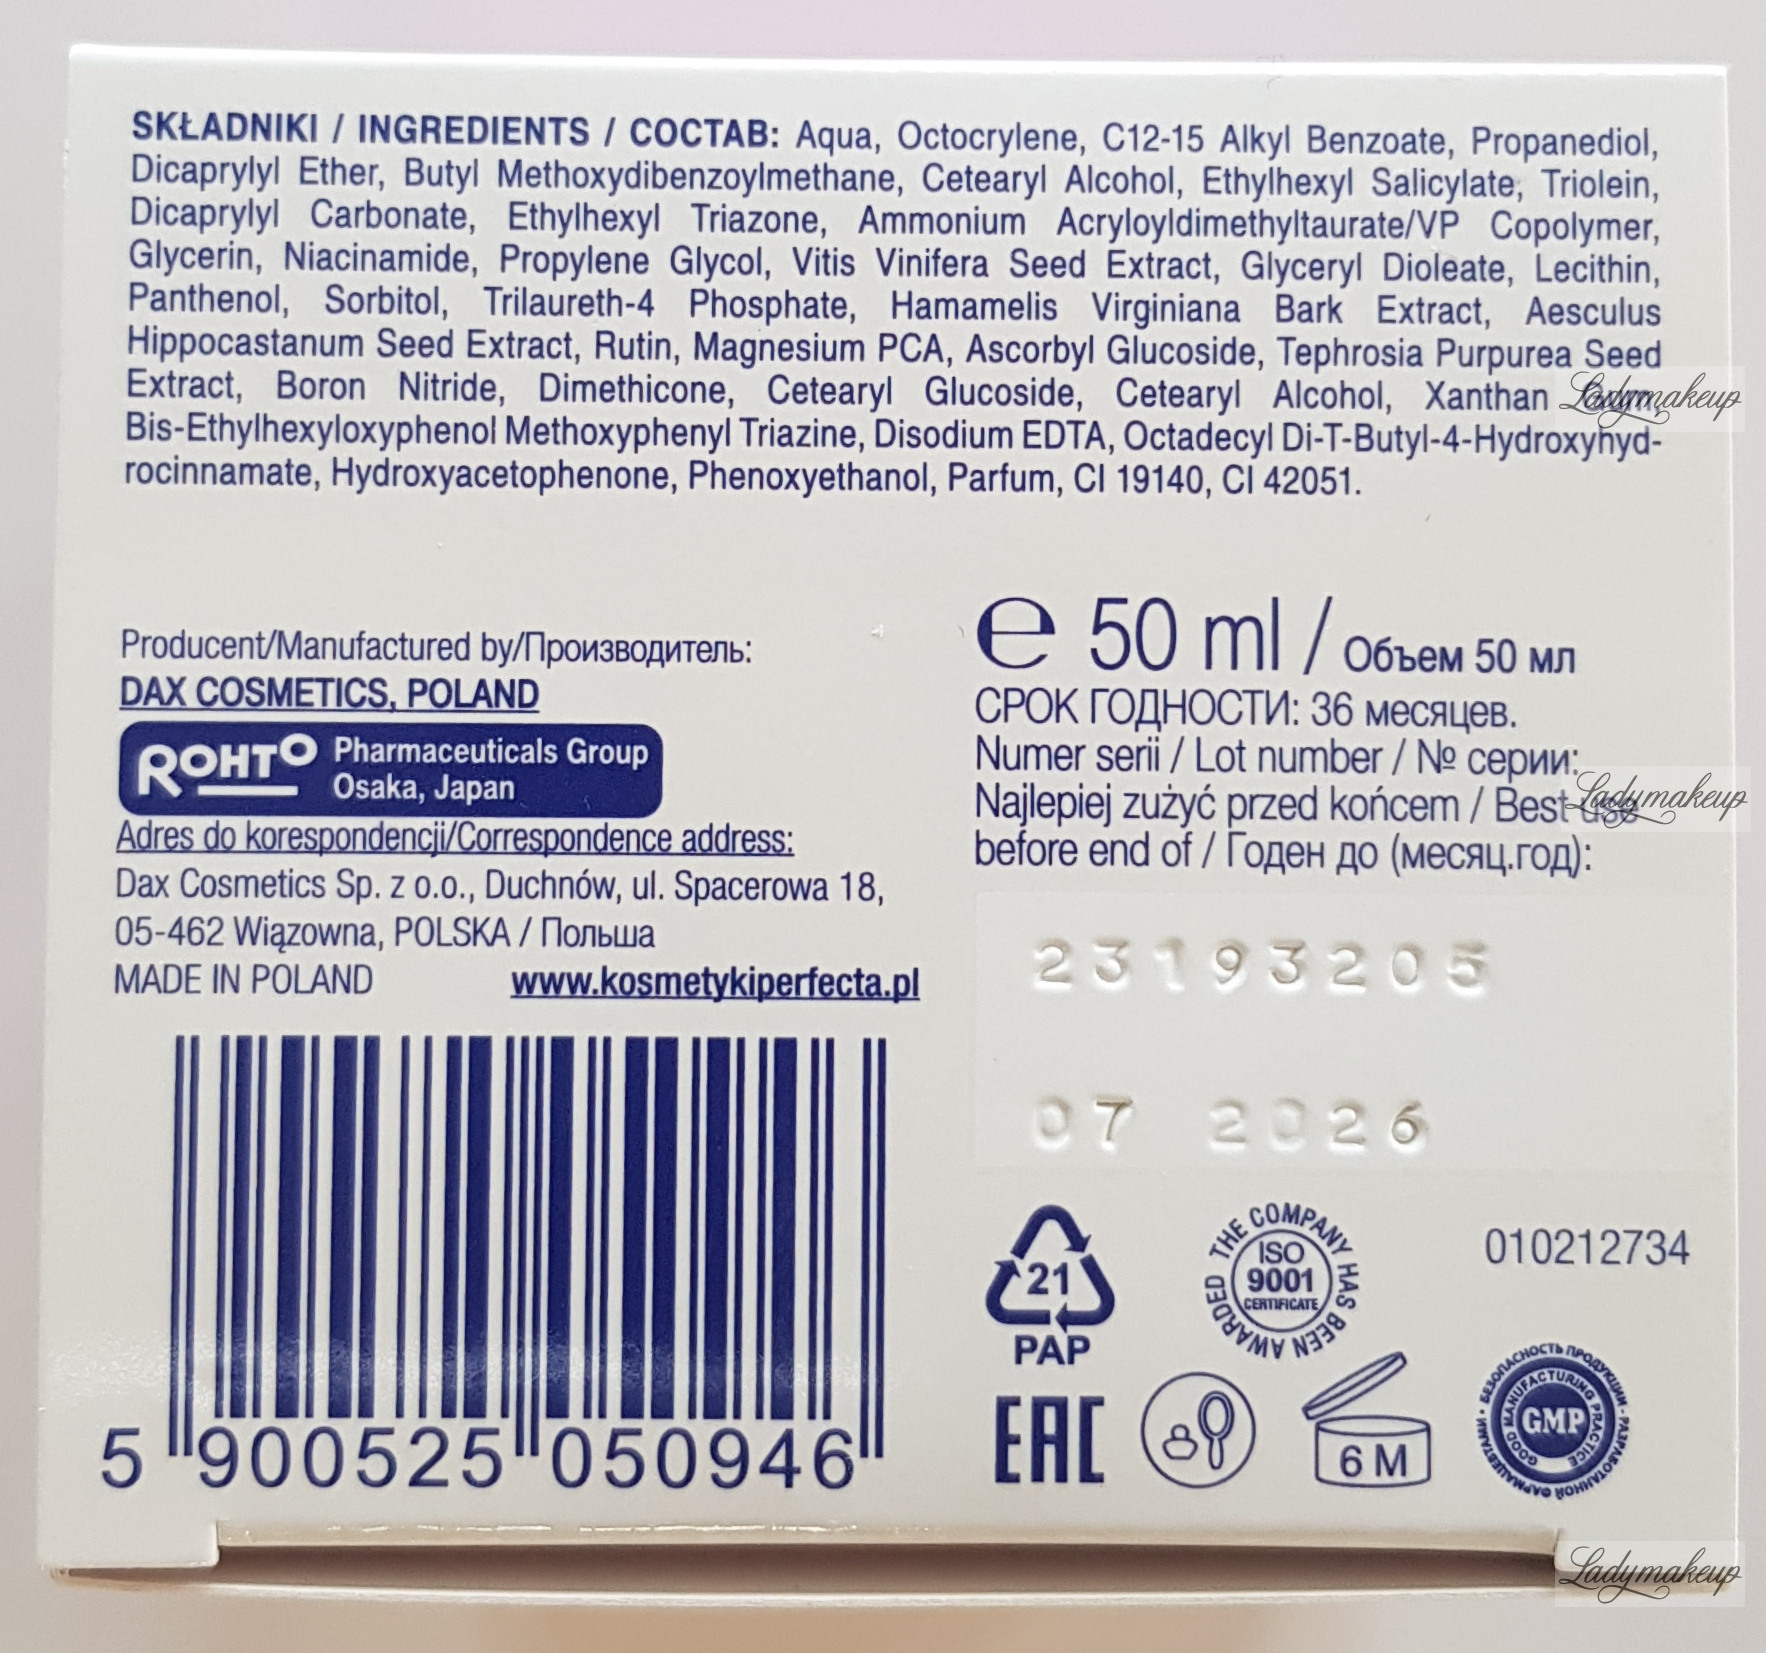 SKŁADNIKI / INGREDIENTS / СОСТАВ: Aqua, Octocrylene, C12-15 Alkyl Benzoate, Propanediol,
Dicaprylyl Ether, Butyl Methoxydibenzoylmethane, Cetearyl Alcohol, Ethylhexyl Salicylate, Triolein,
Dicaprylyl Carbonate, Ethylhexyl Triazone, Ammonium Acryloyldimethyltaurate/VP Copolymer,
Glycerin, Niacinamide, Propylene Glycol, Vitis Vinifera Seed Extract, Glyceryl Dioleate, Lecithin,
Panthenol, Sorbitol, Trilaureth-4 Phosphate, Hamamelis Virginiana Bark Extract, Aesculus
Hippocastanum Seed Extract, Rutin, Magnesium PCA, Ascorbyl Glucoside, Tephrosia Purpurea Seed
Extract, Boron Nitride, Dimethicone, Cetearyl Glucoside, Cetearyl Alcohol, Xanthan Gum,
Ladymakeup
Bis-Ethylhexyloxyphenol Methoxyphenyl Triazine, Disodium EDTA, Octadecyl Di-T-Butyl-4-Hydroxyhyd-
rocinnamate, Hydroxyacetophenone, Phenoxyethanol, Parfum, CI 19140, CI 42051.
Producent/Manufactured by/Производитель:
DAX COSMETICS, POLAND
ROHTO Pharmaceuticals Group
Osaka, Japan
Adres do korespondencji/Correspondence address:
Dax Cosmetics Sp. z o.o., Duchnów, ul. Spacerowa 18,
05-462 Wiązowna, POLSKA / Польша
MADE IN POLAND www.kosmetykiperfecta.pl
5 900525 050946
e 50 ml / Объем 50 мл
СРОК ГОДНОСТИ: 36 месяцев.
Numer serii / Lot number / № серии:
Najlepiej zużyć przed końcem / Best use
Ladymakeup
before end of / Годен до (месяц.год):
23193205
07 2026
21
PAP
THE COMPANY HAS BEEN AWARDED
ISO
9001
CERTIFICATE
010212734
EAC
6 M
БЕЗОПАСНОСТЬ ПРОДУКЦИИ • РАЗРАБОТАННОЙ ФАРМАЦЕВТАМИ •
GOOD MANUFACTURING PRACTICE
GMP
Ladymakeup